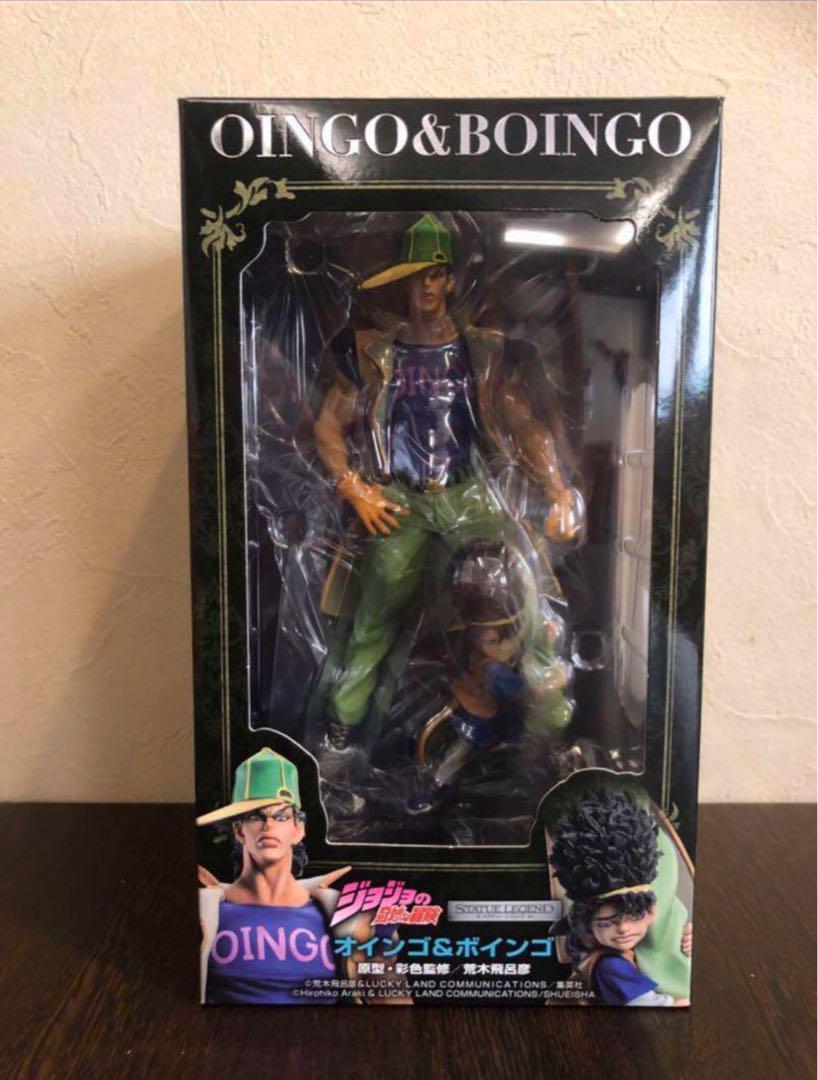 OINGO&BOINGO
OING
ジョジョの
奇妙な冒険
STATUE LEGEND
OING
オインゴ&ボインゴ
原型・彩色監修/荒木飛呂彦
©荒木飛呂彦&LUCKY LAND COMMUNICATIONS/集英社
©Hirohiko Araki & LUCKY LAND COMMUNICATIONS/SHUEISHA